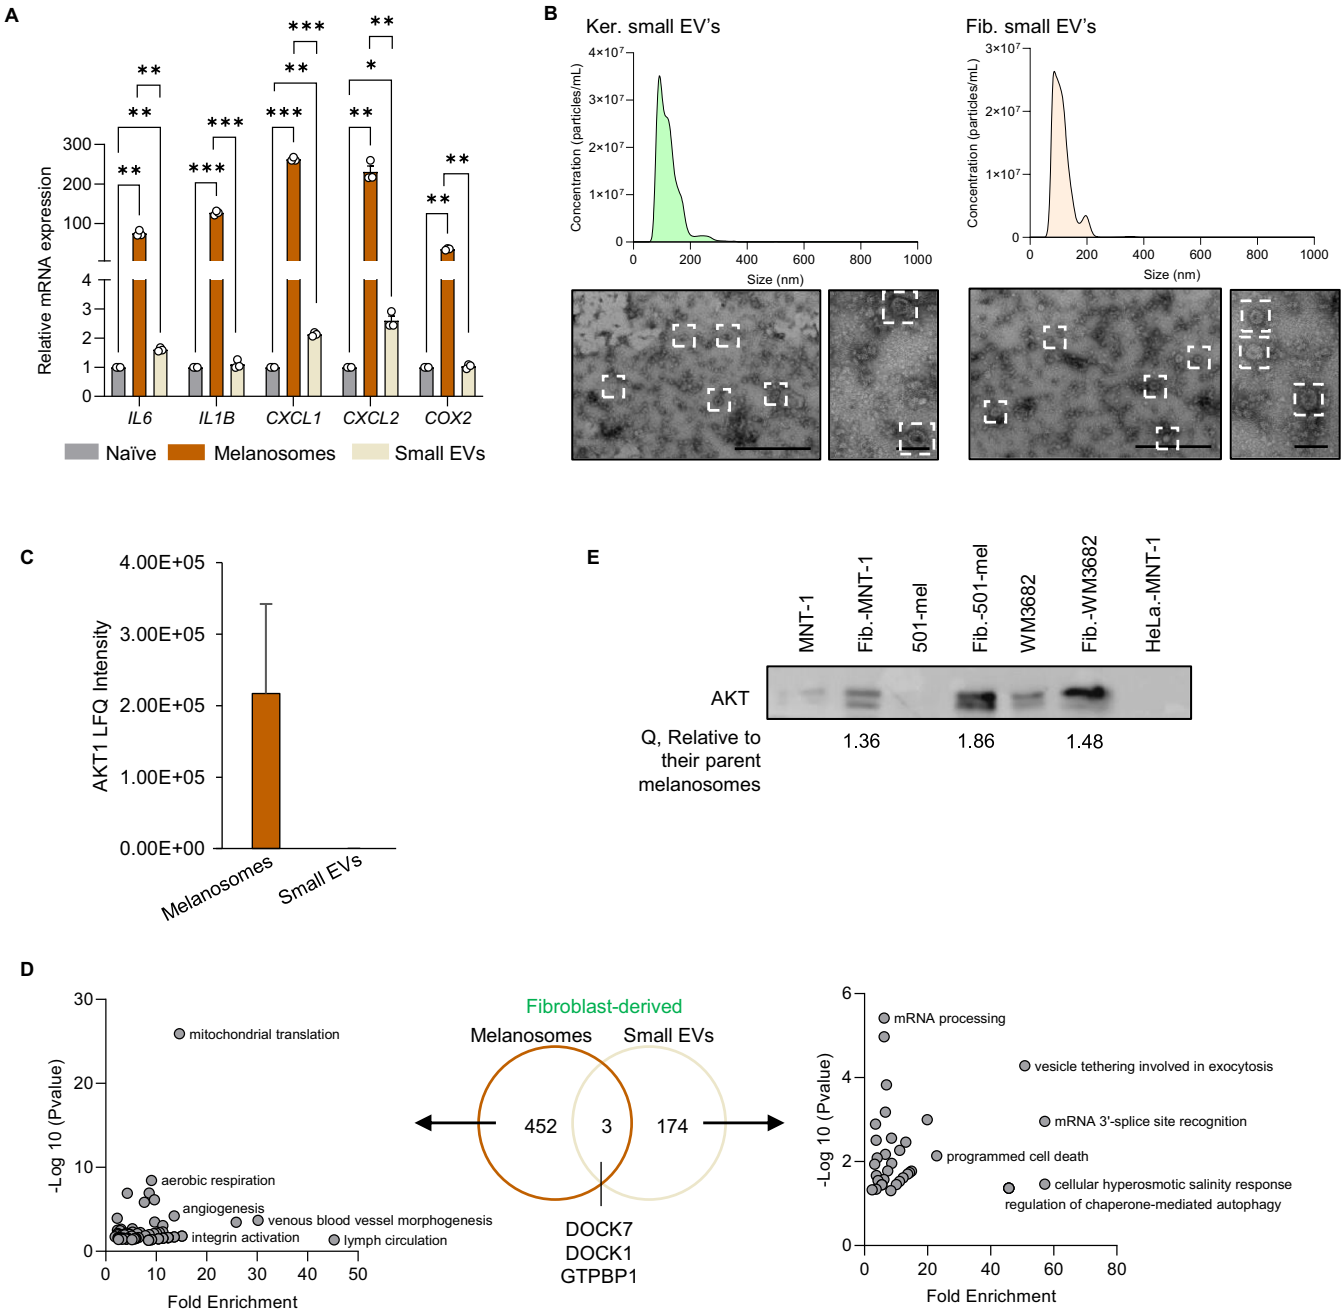 A
Relative mRNA expression
300
200
100
4
3
2
1
0
**
**
**
***
***
***
**
***
**
*
**
**
**
IL6
IL1B
CXCL1
CXCL2
COX2
Naïve
Melanosomes
Small EVs
B
Ker. small EV's
Concentration (particles/mL)
4×10⁷
3×10⁷
2×10⁷
1×10⁷
0
0 200 400 600 800 1000
Size (nm)
Fib. small EV's
Concentration (particles/mL)
3×10⁷
2×10⁷
1×10⁷
0
0 200 400 600 800 1000
Size (nm)
C
AKT1 LFQ Intensity
4.00E+05
3.00E+05
2.00E+05
1.00E+05
0.00E+00
Melanosomes
Small EVs
E
MNT-1
Fib.-MNT-1
501-mel
Fib.-501-mel
WM3682
Fib.-WM3682
HeLa.-MNT-1
AKT
Q, Relative to
their parent
melanosomes
1.36
1.86
1.48
D
-Log 10 (Pvalue)
30
20
10
0
0 10 20 30 40 50
Fold Enrichment
mitochondrial translation
aerobic respiration
angiogenesis
venous blood vessel morphogenesis
integrin activation
lymph circulation
Fibroblast-derived
Melanosomes
Small EVs
452
3
174
DOCK7
DOCK1
GTPBP1
-Log 10 (Pvalue)
6
4
2
0
0 20 40 60 80
Fold Enrichment
mRNA processing
vesicle tethering involved in exocytosis
mRNA 3'-splice site recognition
programmed cell death
cellular hyperosmotic salinity response
regulation of chaperone-mediated autophagy